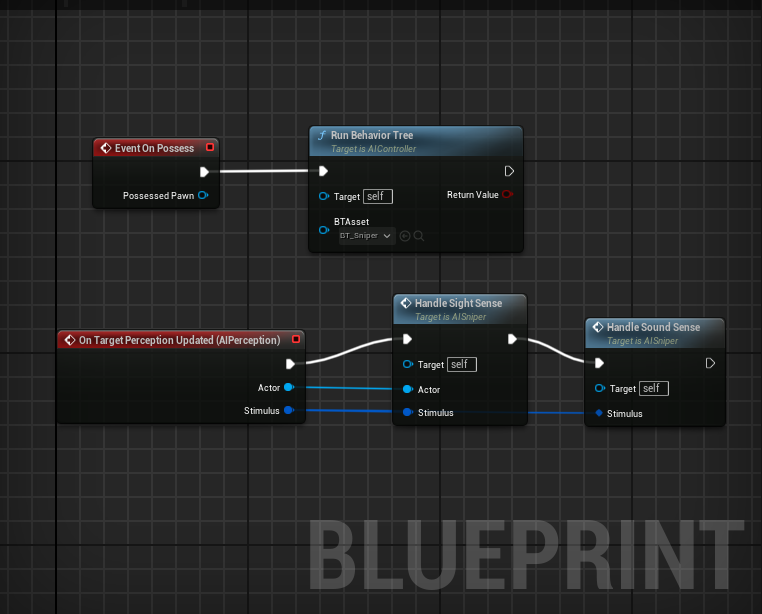 Event On Possess
Possessed Pawn
f Run Behavior Tree
Target is AIController
Target self
Return Value
BTAsset
BT_Sniper
On Target Perception Updated (AIPerception)
Actor
Stimulus
Handle Sight Sense
Target is AISniper
Target self
Actor
Stimulus
Handle Sound Sense
Target is AISniper
Target self
Stimulus
BLUEPRINT